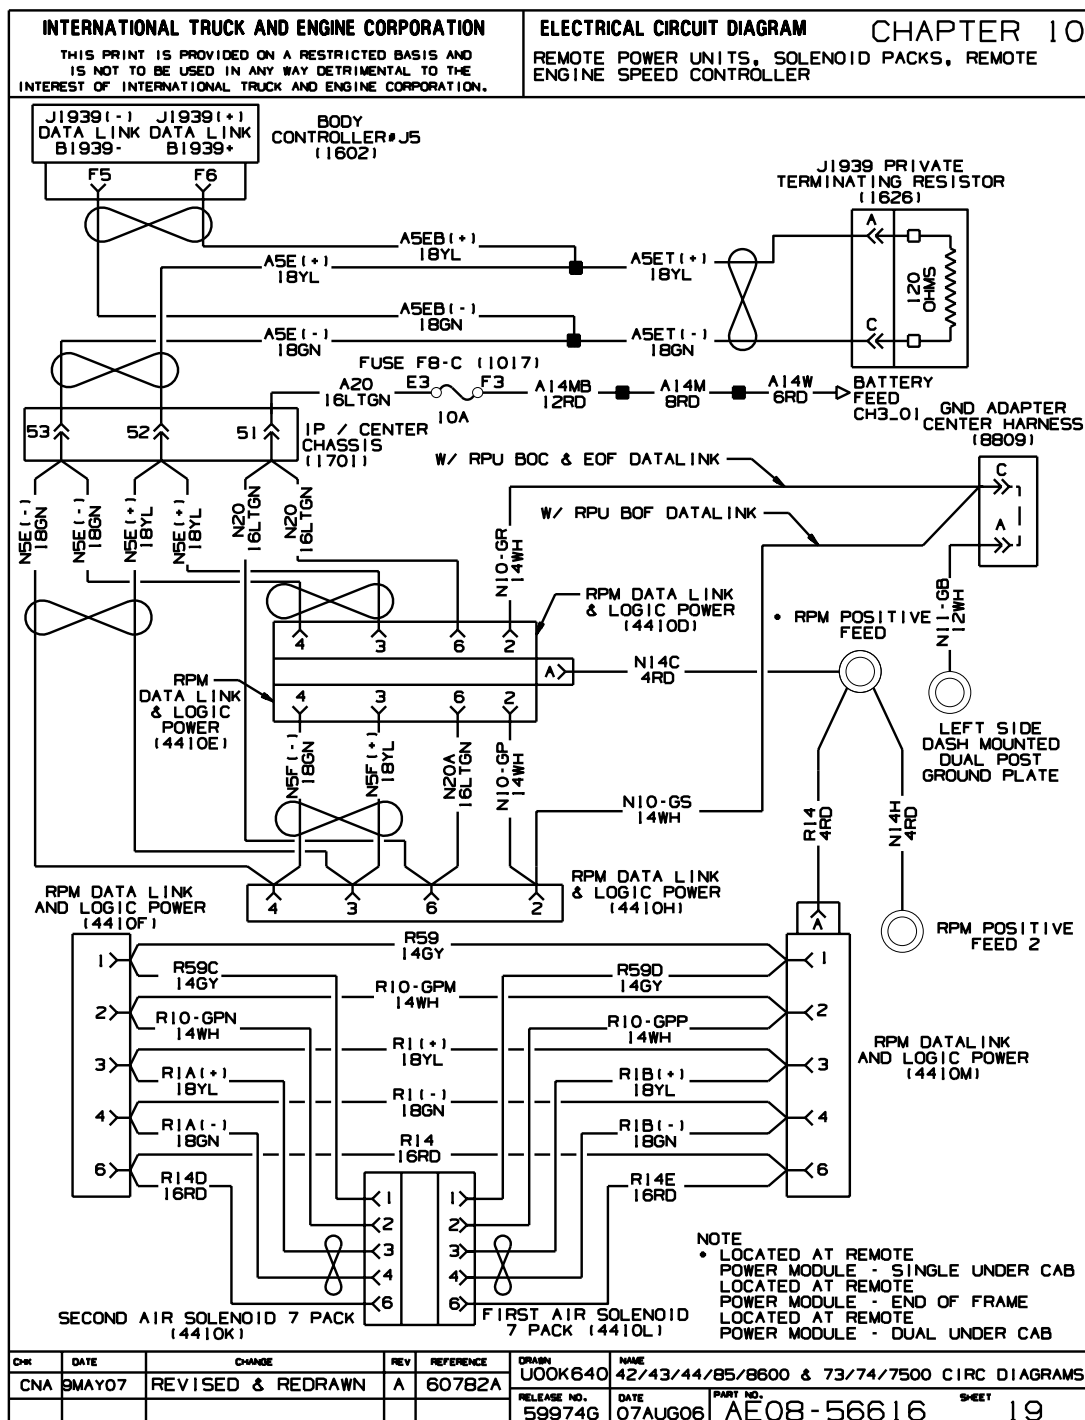 INTERNATIONAL TRUCK AND ENGINE CORPORATION
THIS PRINT IS PROVIDED ON A RESTRICTED BASIS AND
IS NOT TO BE USED IN ANY WAY DETRIMENTAL TO THE
INTEREST OF INTERNATIONAL TRUCK AND ENGINE CORPORATION.
ELECTRICAL CIRCUIT DIAGRAM
CHAPTER 10
REMOTE POWER UNITS, SOLENOID PACKS, REMOTE
ENGINE SPEED CONTROLLER
J1939(-) J1939(+)
DATA LINK DATA LINK
B1939- B1939+
F5 F6
BODY
CONTROLLER•J5
(1602)
J1939 PRIVATE
TERMINATING RESISTOR
(1626)
A
120
OHMS
C
A5EB(+)
18YL
A5E(+)
18YL
A5ET(+)
18YL
A5EB(-)
18GN
A5E(-)
18GN
A5ET(-)
18GN
FUSE F8-C (1017)
A20
16LTGN
E3 F3
10A
A14MB
12RD
A14M
8RD
A14W
6RD
BATTERY
FEED
CH3_01
GND ADAPTER
CENTER HARNESS
(8809)
C
A
53 52 51
IP / CENTER
CHASSIS
(1701)
W/ RPU BOC & EOF DATALINK
W/ RPU BOF DATALINK
N5E(-)
18GN
N5E(-)
18GN
N5E(+)
18YL
N5E(+)
18YL
N20
16LTGN
N20
16LTGN
N10-GR
14WH
N11-GB
12WH
RPM DATA LINK
& LOGIC POWER
(4410D)
• RPM POSITIVE
FEED
4 3 6 2
A
N14C
4RD
4 3 6 2
RPM
DATA LINK
& LOGIC
POWER
(4410E)
LEFT SIDE
DASH MOUNTED
DUAL POST
GROUND PLATE
N5F(-)
18GN
N5F(+)
18YL
N20A
16LTGN
N10-GP
14WH
N10-GS
14WH
R14
4RD
N14H
4RD
4 3 6 2
RPM DATA LINK
& LOGIC POWER
(4410H)
RPM DATA LINK
AND LOGIC POWER
(4410F)
A
RPM POSITIVE
FEED 2
1
2
3
4
6
R59
14GY
R59C
14GY
R59D
14GY
R10-GPM
14WH
R10-GPN
14WH
R10-GPP
14WH
R1(+)
18YL
R1A(+)
18YL
R1B(+)
18YL
R1(-)
18GN
R1A(-)
18GN
R1B(-)
18GN
R14
16RD
R14D
16RD
R14E
16RD
1
2
3
4
6
RPM DATALINK
AND LOGIC POWER
(4410M)
1 1
2 2
3 3
4 4
6 6
SECOND AIR SOLENOID 7 PACK
(4410K)
FIRST AIR SOLENOID
7 PACK (4410L)
NOTE
• LOCATED AT REMOTE
POWER MODULE - SINGLE UNDER CAB
LOCATED AT REMOTE
POWER MODULE - END OF FRAME
LOCATED AT REMOTE
POWER MODULE - DUAL UNDER CAB
CHK DATE CHANGE REV REFERENCE
CNA 9MAY07 REVISED & REDRAWN A 60782A
DRAWN
U00K640
NAME
42/43/44/85/8600 & 73/74/7500 CIRC DIAGRAMS
RELEASE NO.
59974G
DATE
07AUG06
PART NO.
AE08-56616
SHEET
19